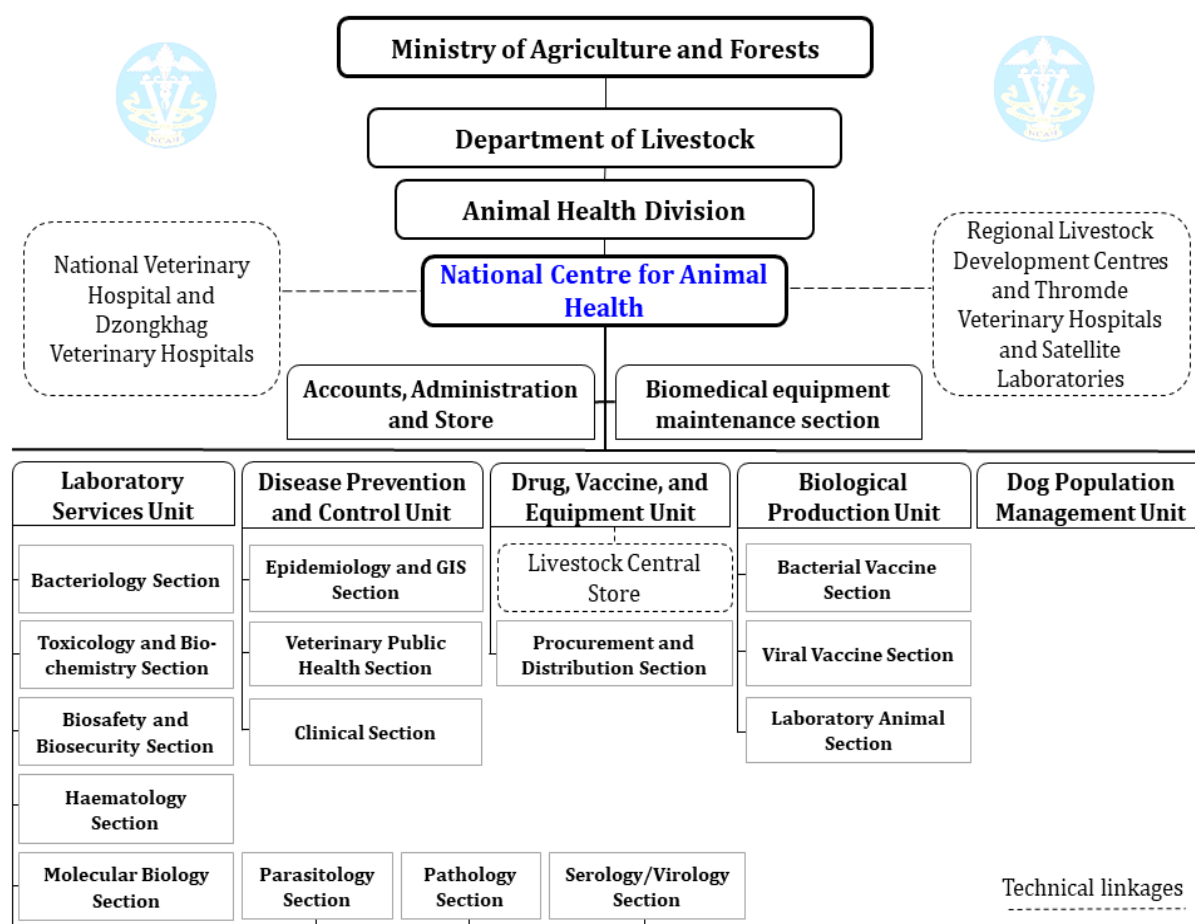 Ministry of Agriculture and Forests
Department of Livestock
Animal Health Division
National Centre for Animal
Health
National Veterinary
Hospital and
Dzongkhag
Veterinary Hospitals
Regional Livestock
Development Centres
and Thromde
Veterinary Hospitals
and Satellite
Laboratories
Accounts, Administration
and Store
Biomedical equipment
maintenance section
Laboratory
Services Unit
Disease Prevention
and Control Unit
Drug, Vaccine, and
Equipment Unit
Biological
Production Unit
Dog Population
Management Unit
Bacteriology Section
Toxicology and Bio-
chemistry Section
Biosafety and
Biosecurity Section
Haematology
Section
Molecular Biology
Section
Epidemiology and GIS
Section
Veterinary Public
Health Section
Clinical Section
Livestock Central
Store
Procurement and
Distribution Section
Bacterial Vaccine
Section
Viral Vaccine Section
Laboratory Animal
Section
Parasitology
Section
Pathology
Section
Serology/Virology
Section
Technical linkages
NCAH
NCAH